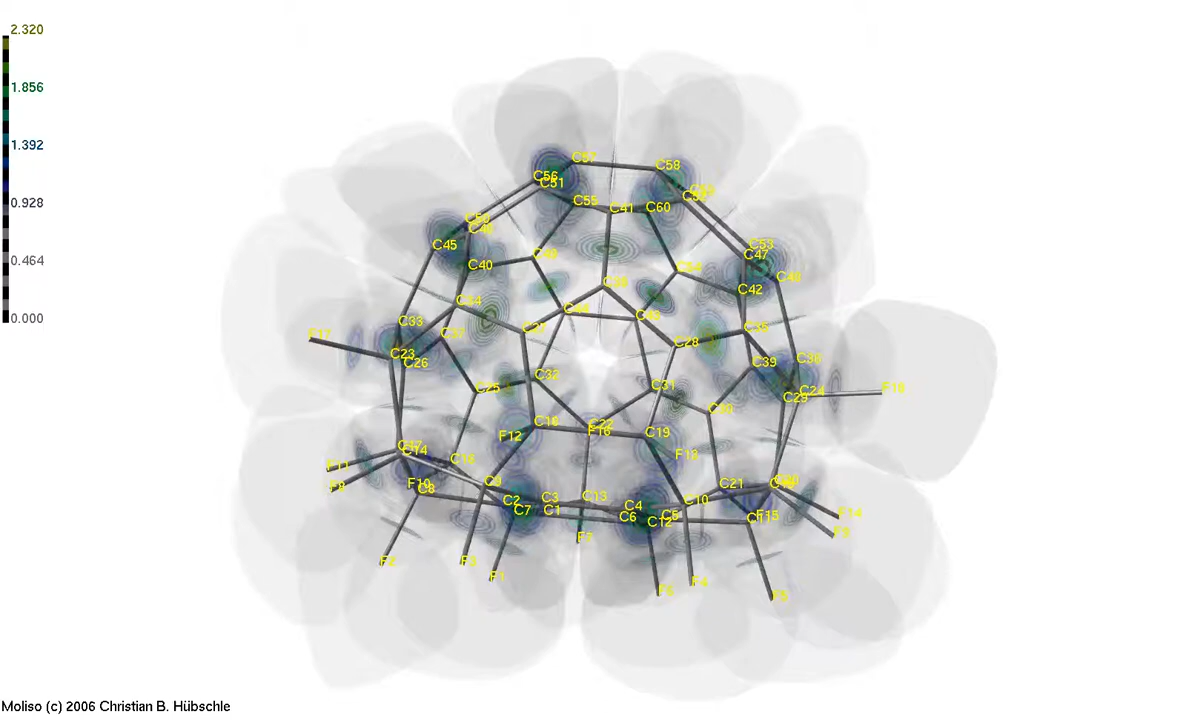 2.320
1.856
1.392
0.928
0.464
0.000
C57
C58
C56
C51
C55
C41
C60
C45
C40
C53
C47
C42
C34
C33
C27
C28
C35
C23
C26
C36
C39
C24
C29
C25
C32
C31
C30
F17
F18
F12
C18
C22
F16
C19
F13
C17
C14
F11
F9
C16
F10
C8
C9
C2
C7
C3
C1
C13
C4
C6
C5
C12
C10
C21
C11
F15
F14
F8
F7
F2
F3
F1
F6
F4
F5
Moliso (c) 2006 Christian B. Hübschle